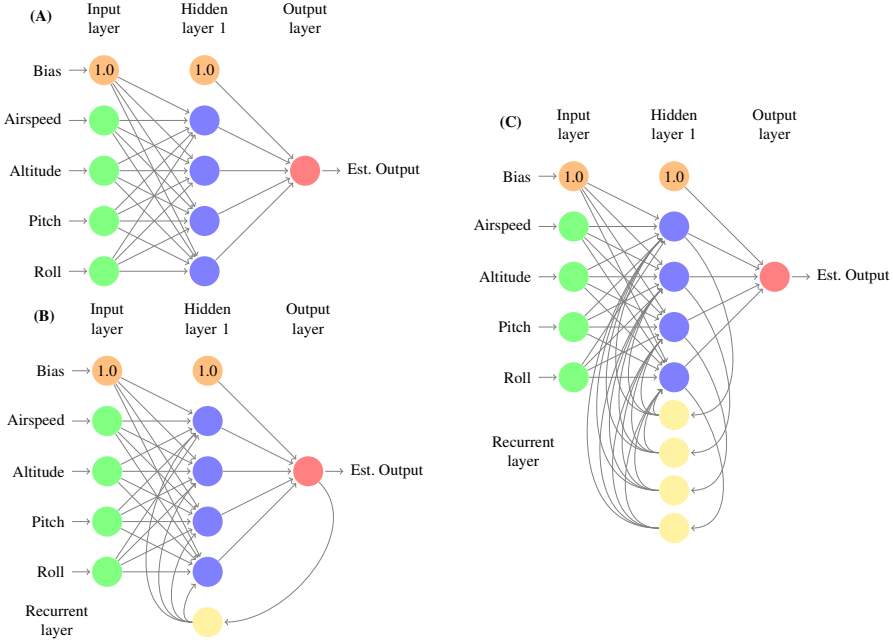 (A)
Input
layer
Hidden
layer 1
Output
layer
Bias
1.0
1.0
Airspeed
Altitude
Est. Output
Pitch
Roll
(B)
Input
layer
Hidden
layer 1
Output
layer
Bias
1.0
1.0
Airspeed
Altitude
Est. Output
Pitch
Roll
Recurrent
layer
(C)
Input
layer
Hidden
layer 1
Output
layer
Bias
1.0
1.0
Airspeed
Altitude
Est. Output
Pitch
Roll
Recurrent
layer